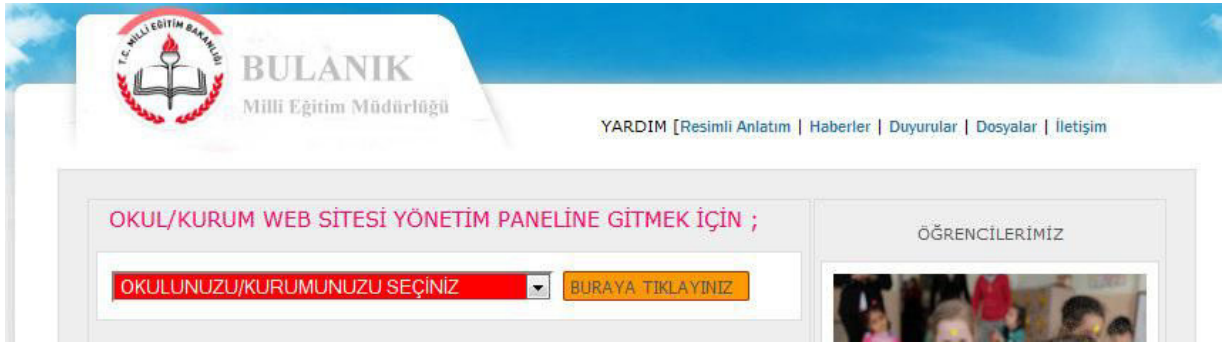 T.C. MİLLİ EĞİTİM BAKANLIĞI
BULANIK
Milli Eğitim Müdürlüğü
YARDIM [Resimli Anlatım | Haberler | Duyurular | Dosyalar | İletişim
OKUL/KURUM WEB SİTESİ YÖNETİM PANELİNE GİTMEK İÇİN ;
ÖĞRENCİLERİMİZ
OKULUNUZU/KURUMUNUZU SEÇİNİZ
BURAYA TIKLAYINIZ